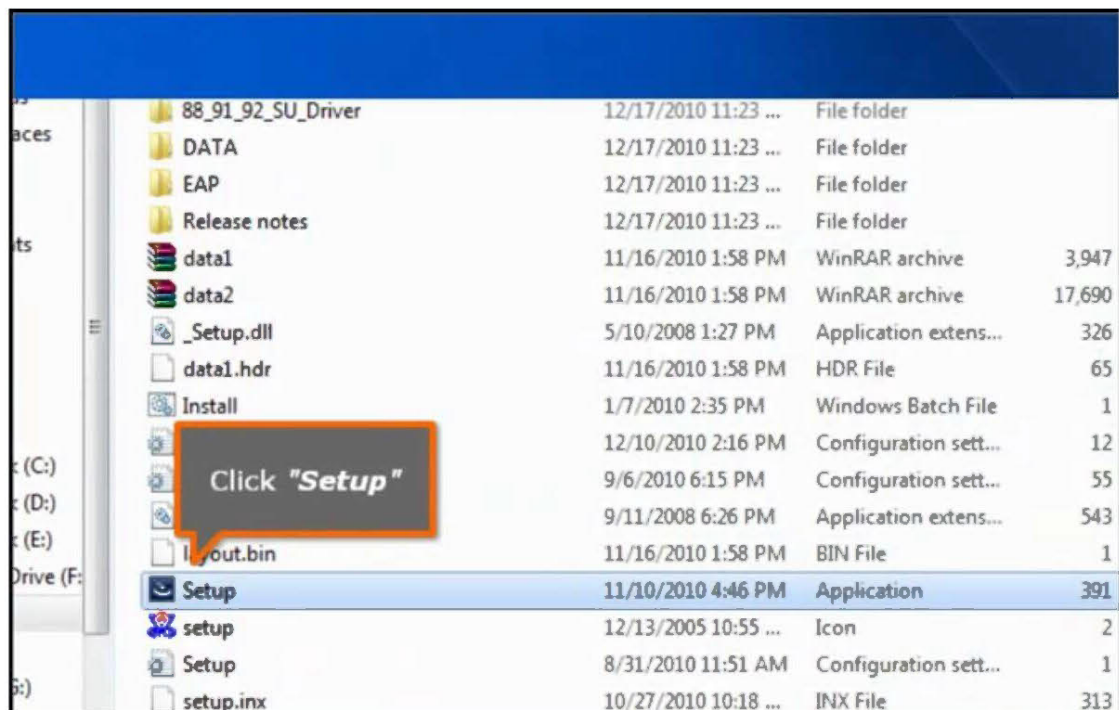 88_91_92_SU_Driver 12/17/2010 11:23 ... File folder
aces
DATA 12/17/2010 11:23 ... File folder
EAP 12/17/2010 11:23 ... File folder
Release notes 12/17/2010 11:23 ... File folder
ts
data1 11/16/2010 1:58 PM WinRAR archive 3,947
data2 11/16/2010 1:58 PM WinRAR archive 17,690
_Setup.dll 5/10/2008 1:27 PM Application extens... 326
data1.hdr 11/16/2010 1:58 PM HDR File 65
Install 1/7/2010 2:35 PM Windows Batch File 1
12/10/2010 2:16 PM Configuration sett... 12
(C:)
Click "Setup"
9/6/2010 6:15 PM Configuration sett... 55
(D:)
9/11/2008 6:26 PM Application extens... 543
(E:)
layout.bin 11/16/2010 1:58 PM BIN File 1
Drive (F:
Setup 11/10/2010 4:46 PM Application 391
setup 12/13/2005 10:55 ... Icon 2
Setup 8/31/2010 11:51 AM Configuration sett... 1
setup.inx 10/27/2010 10:18 ... INX File 313